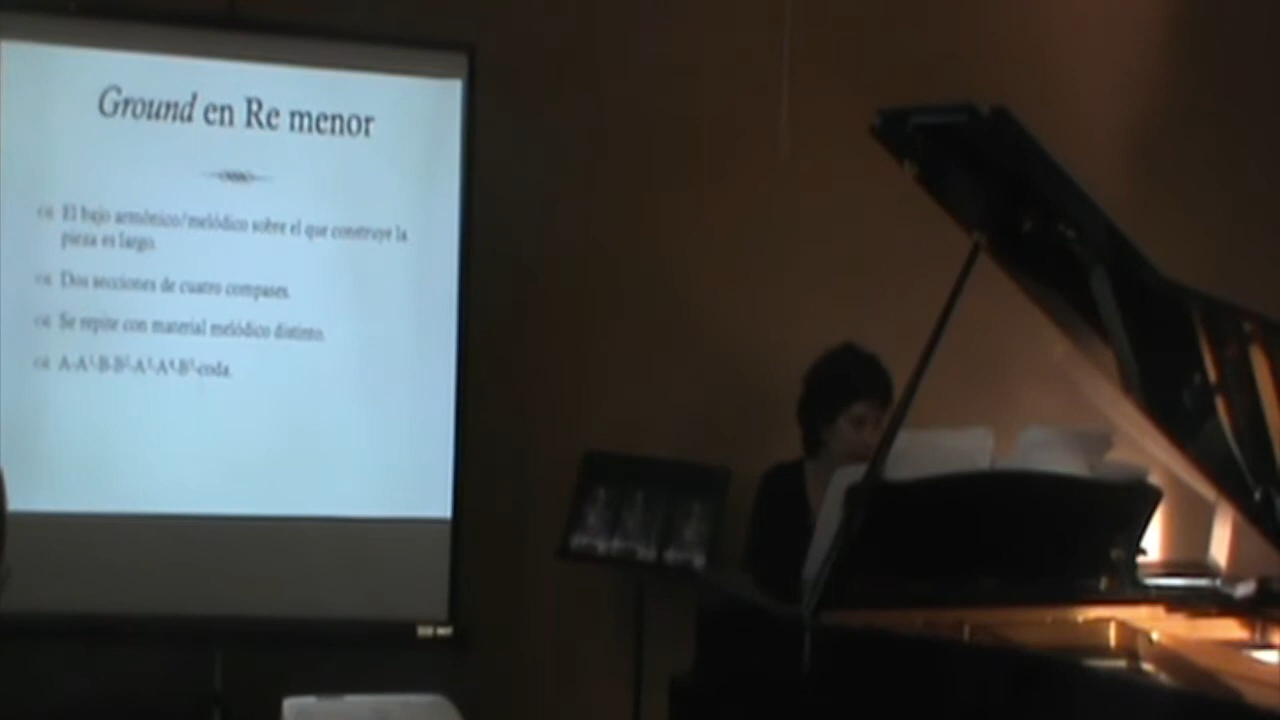 Ground en Re menor
El bajo armónico/melódico sobre el que construye la
pieza es largo.
Dos secciones de cuatro compases.
Se repite con material melódico distinto.